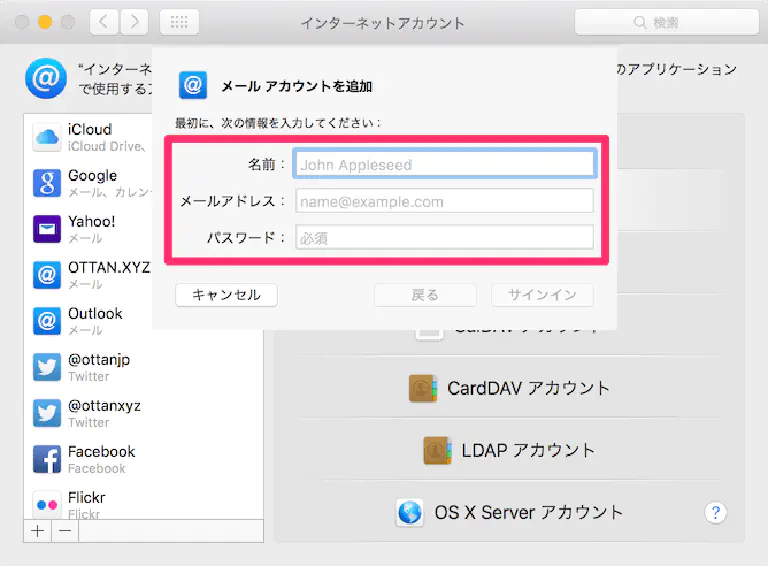 インターネットアカウント
検索
"インターネ
で使用するア
のアプリケーション
iCloud
iCloud Drive、
Google
メール、カレン
Yahoo!
メール
OTTAN.XYZ
メール
Outlook
メール
@ottanjp
Twitter
@ottanxyz
Twitter
Facebook
Facebook
Flickr
Flickr
メール アカウントを追加
最初に、次の情報を入力してください：
名前： John Appleseed
メールアドレス： name@example.com
パスワード： 必須
キャンセル 戻る サインイン
CalDAV アカウント
CardDAV アカウント
LDAP アカウント
OS X Server アカウント
?